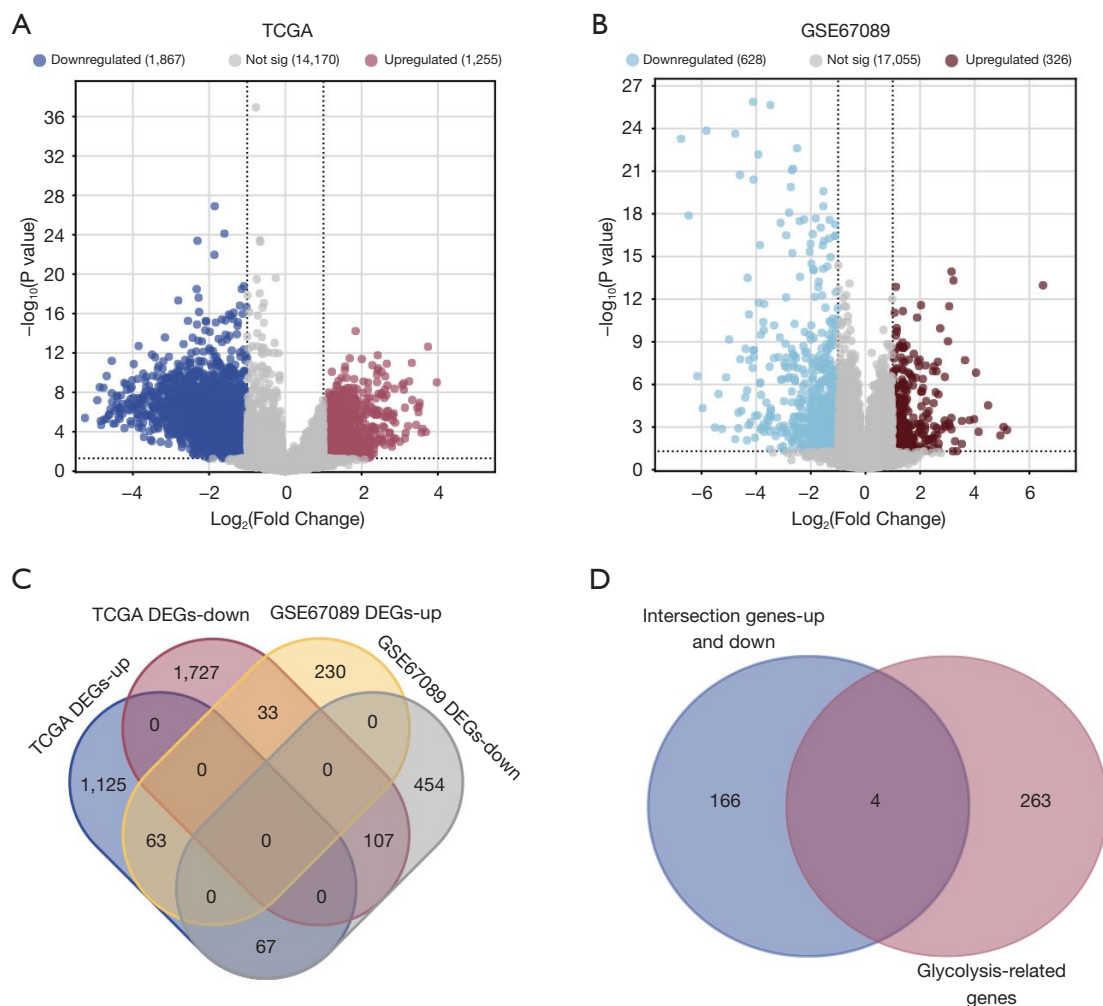 A
TCGA
Downregulated (1,867) Not sig (14,170) Upregulated (1,255)
36
32
28
24
20
16
12
8
4
0
–log₁₀(P value)
–4 –2 0 2 4
Log₂(Fold Change)
B
GSE67089
Downregulated (628) Not sig (17,055) Upregulated (326)
27
24
21
18
15
12
9
6
3
0
–log₁₀(P value)
–6 –4 –2 0 2 4 6
Log₂(Fold Change)
C
TCGA DEGs-down GSE67089 DEGs-up
TCGA DEGs-up GSE67089 DEGs-down
1,727 230
33
0 0
1,125 0 0 454
63 0 107
0 0
67
D
Intersection genes-up
and down
166 4 263
Glycolysis-related
genes